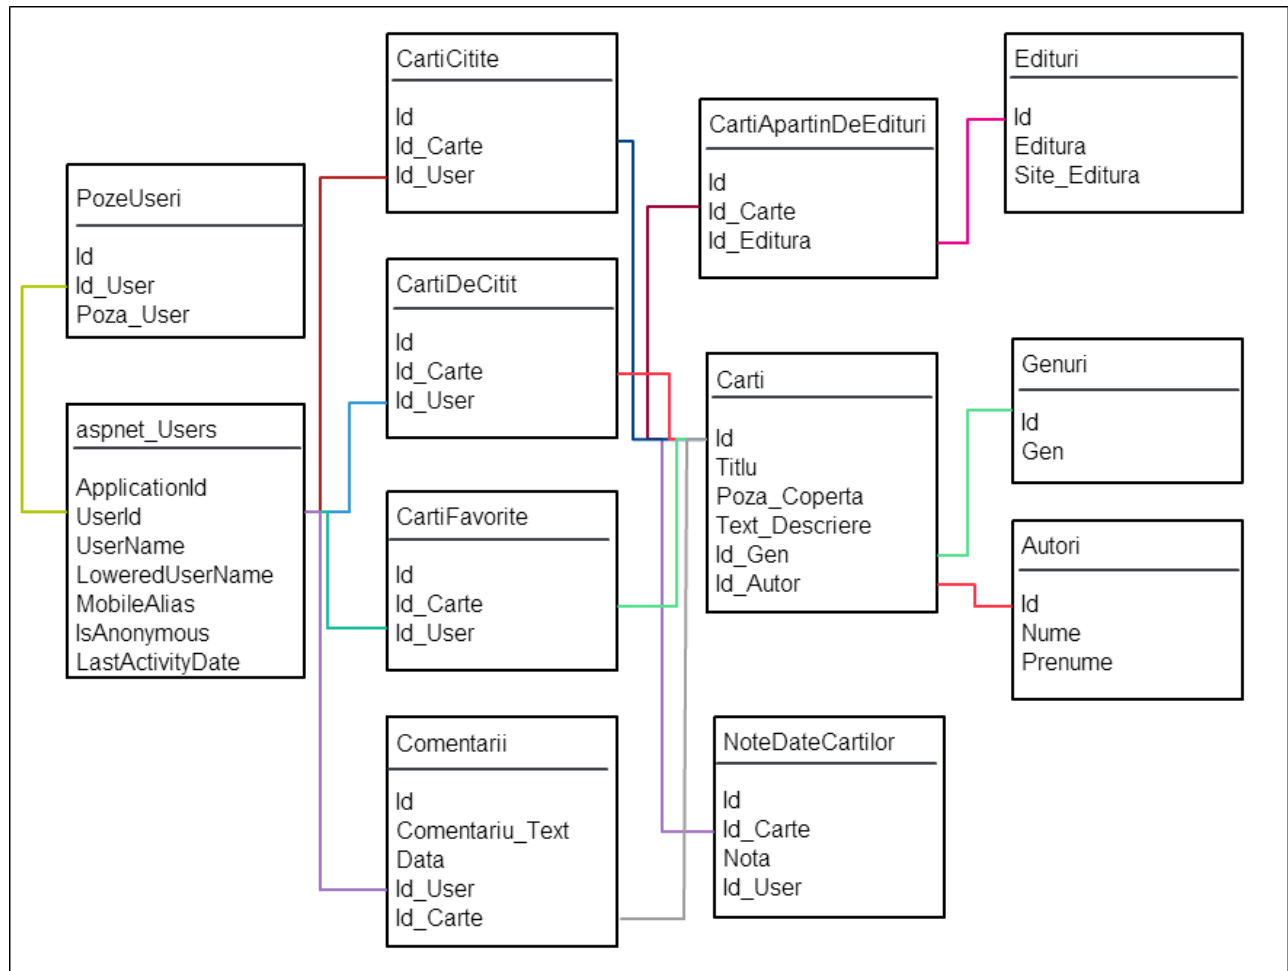 PozeUseri
Id
Id_User
Poza_User
aspnet_Users
ApplicationId
UserId
UserName
LoweredUserName
MobileAlias
IsAnonymous
LastActivityDate
CartiCitite
Id
Id_Carte
Id_User
CartiDeCitit
Id
Id_Carte
Id_User
CartiFavorite
Id
Id_Carte
Id_User
Comentarii
Id
Comentariu_Text
Data
Id_User
Id_Carte
CartiApartinDeEdituri
Id
Id_Carte
Id_Editura
Carti
Id
Titlu
Poza_Coperta
Text_Descriere
Id_Gen
Id_Autor
NoteDateCartilor
Id
Id_Carte
Nota
Id_User
Edituri
Id
Editura
Site_Editura
Genuri
Id
Gen
Autori
Id
Nume
Prenume